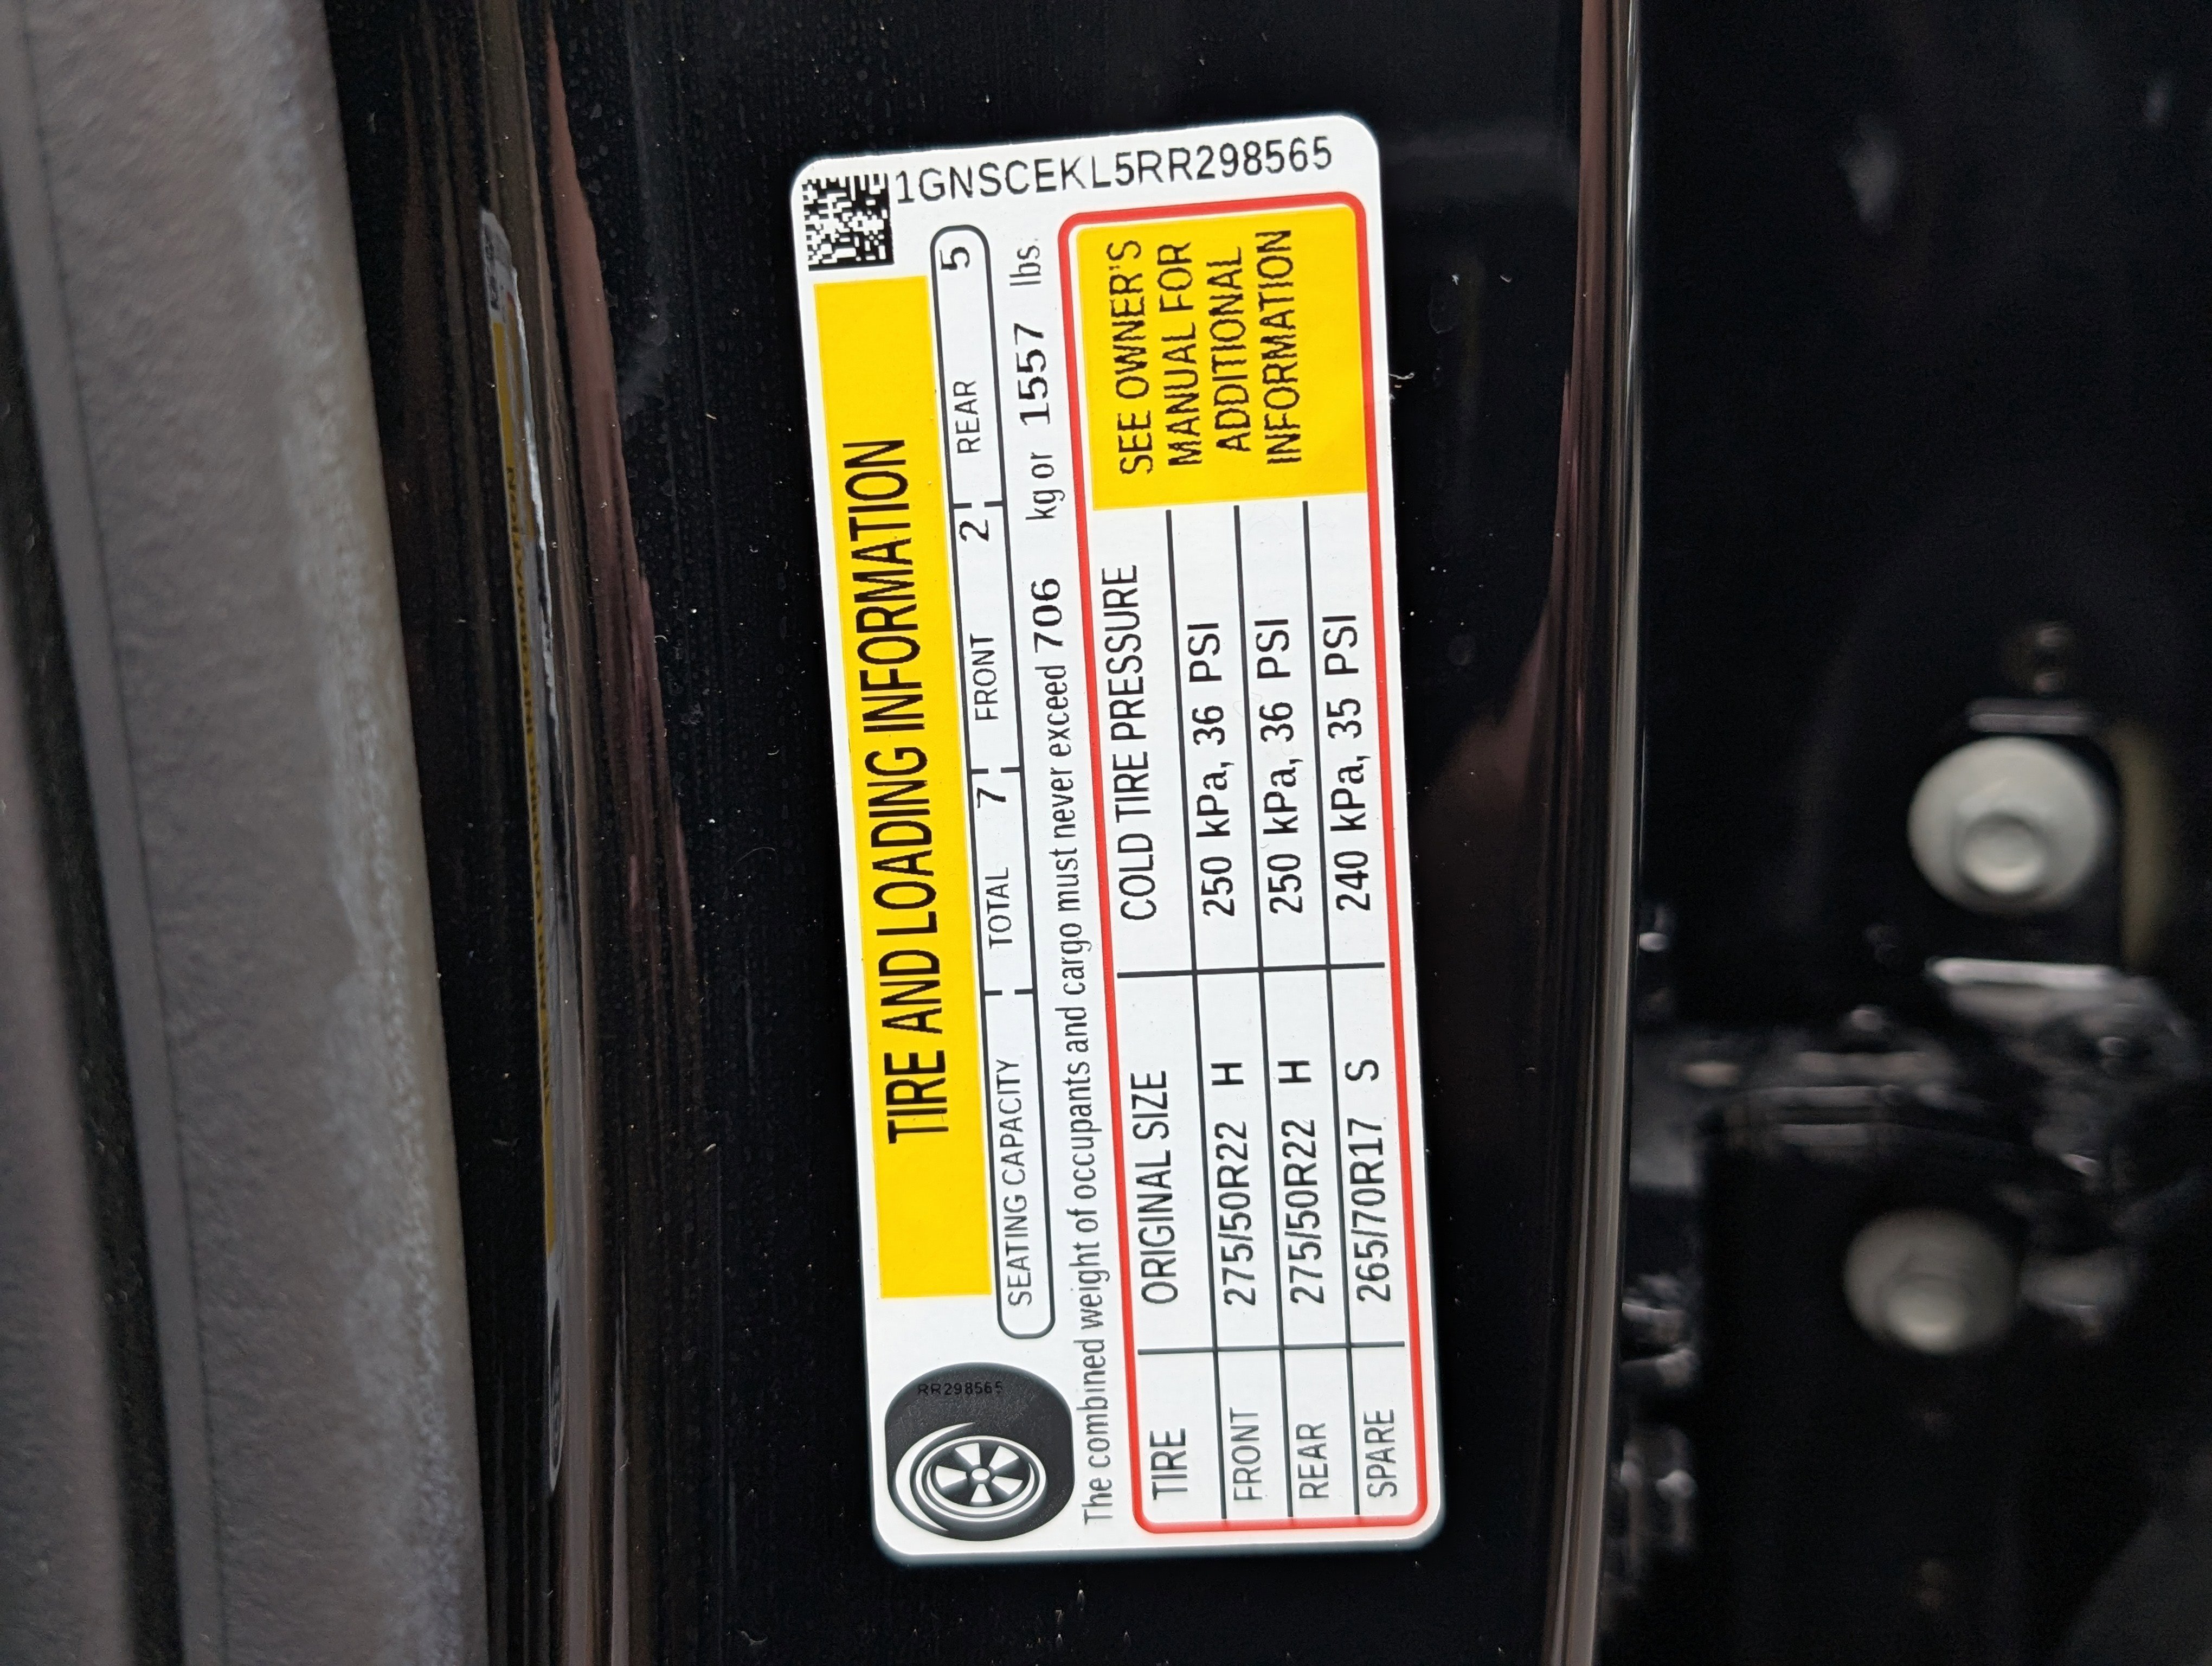 1GNSCEKL5RR298565
TIRE AND LOADING INFORMATION
RR298565
SEATING CAPACITY TOTAL 7 FRONT 2 REAR 5
The combined weight of occupants and cargo must never exceed 706 kg or 1557 lbs.
TIRE ORIGINAL SIZE COLD TIRE PRESSURE
FRONT 275/50R22 H 250 kPa, 36 PSI
REAR 275/50R22 H 250 kPa, 36 PSI
SPARE 265/70R17 S 240 kPa, 35 PSI
SEE OWNER'S
MANUAL FOR
ADDITIONAL
INFORMATION